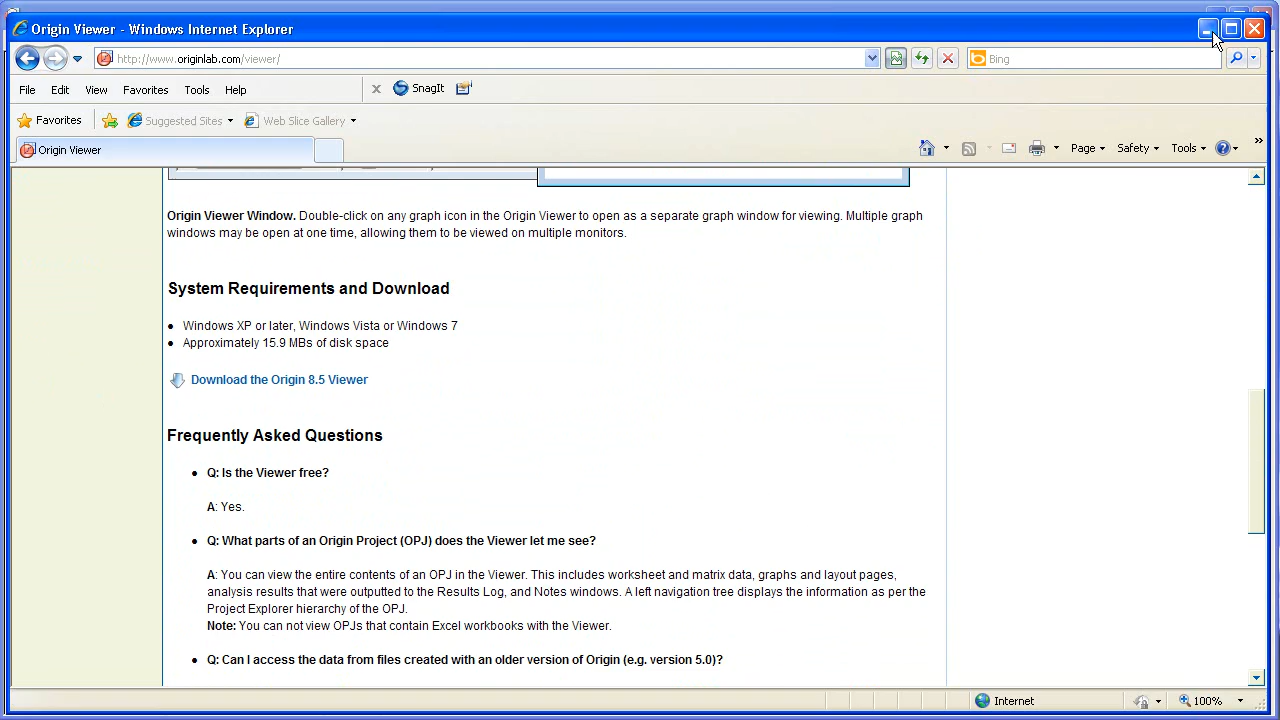 Origin Viewer - Windows Internet Explorer
http://www.originlab.com/viewer/
Bing
File Edit View Favorites Tools Help
SnagIt
Favorites Suggested Sites Web Slice Gallery
Origin Viewer
Page Safety Tools
Origin Viewer Window. Double-click on any graph icon in the Origin Viewer to open as a separate graph window for viewing. Multiple graph
windows may be open at one time, allowing them to be viewed on multiple monitors.
System Requirements and Download
• Windows XP or later, Windows Vista or Windows 7
• Approximately 15.9 MBs of disk space
Download the Origin 8.5 Viewer
Frequently Asked Questions
• Q: Is the Viewer free?
A: Yes.
• Q: What parts of an Origin Project (OPJ) does the Viewer let me see?
A: You can view the entire contents of an OPJ in the Viewer. This includes worksheet and matrix data, graphs and layout pages,
analysis results that were outputted to the Results Log, and Notes windows. A left navigation tree displays the information as per the
Project Explorer hierarchy of the OPJ.
Note: You can not view OPJs that contain Excel workbooks with the Viewer.
• Q: Can I access the data from files created with an older version of Origin (e.g. version 5.0)?
Internet
100%